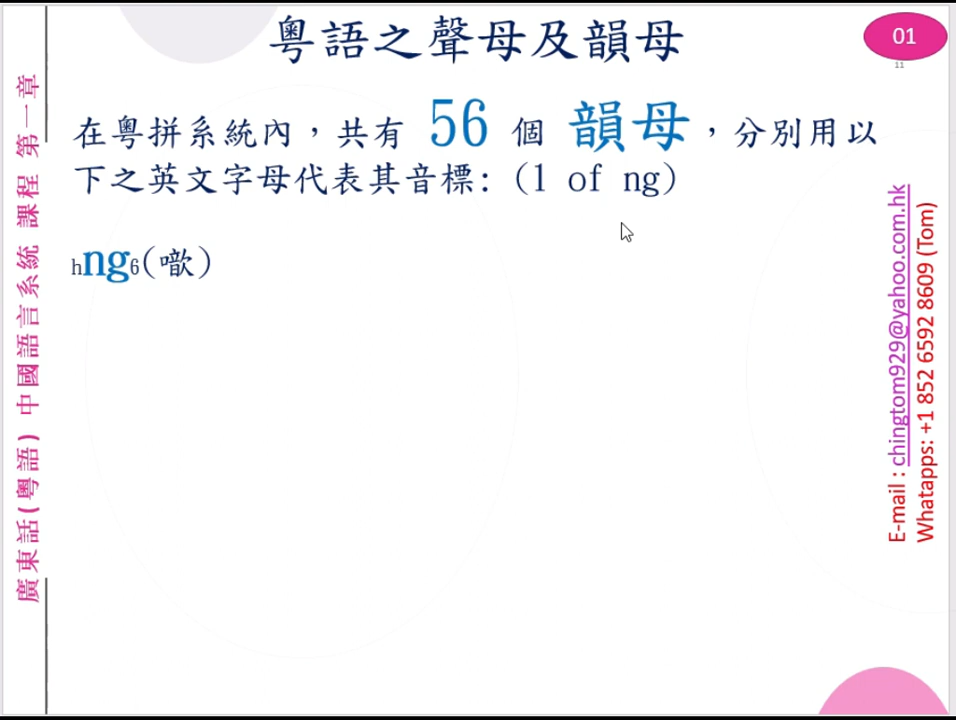 粵語之聲母及韻母
01
11
在粵拼系統內，共有 56 個 韻母，分別用以
下之英文字母代表其音標: (1 of ng)
hng6(噷)
廣東話(粵語) 中國語言系統 課程 第一章
E-mail : chingtom929@yahoo.com.hk
Whatapps: +1 852 6592 8609 (Tom)